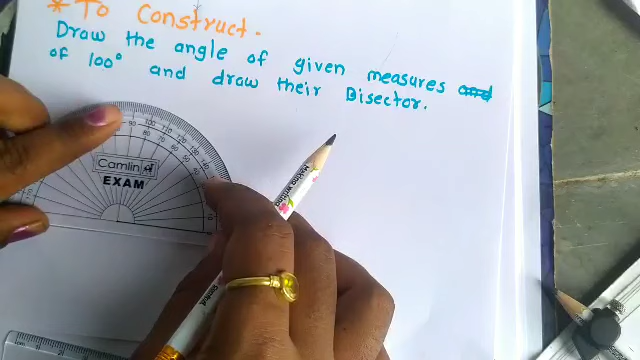 *To Construct.
Draw the angle of given measures and
of 100° and draw their Bisector.
Camlin
EXAM